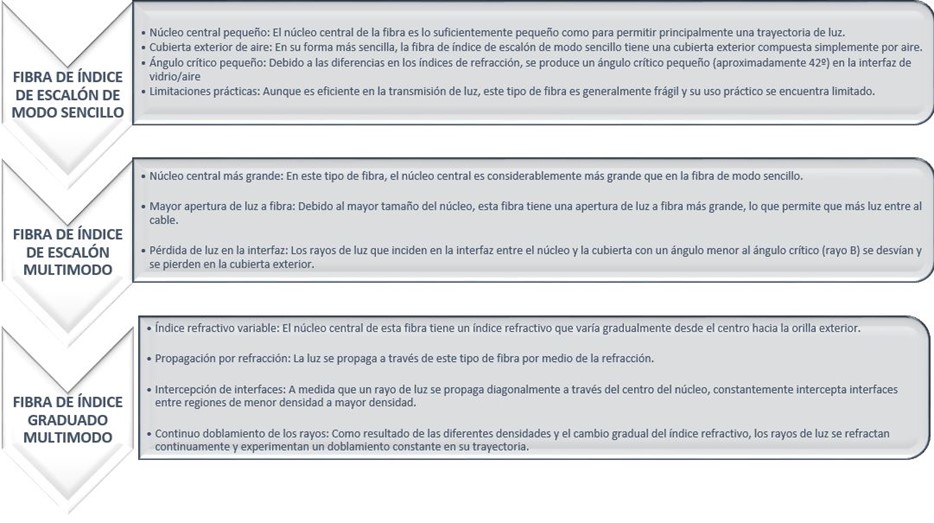 FIBRA DE ÍNDICE
DE ESCALÓN DE
MODO SENCILLO
• Núcleo central pequeño: El núcleo central de la fibra es lo suficientemente pequeño como para permitir principalmente una trayectoria de luz.
• Cubierta exterior de aire: En su forma más sencilla, la fibra de índice de escalón de modo sencillo tiene una cubierta exterior compuesta simplemente por aire.
• Ángulo crítico pequeño: Debido a las diferencias en los índices de refracción, se produce un ángulo crítico pequeño (aproximadamente 42º) en la interfaz de
vidrio/aire
• Limitaciones prácticas: Aunque es eficiente en la transmisión de luz, este tipo de fibra es generalmente frágil y su uso práctico se encuentra limitado.
FIBRA DE ÍNDICE
DE ESCALÓN
MULTIMODO
• Núcleo central más grande: En este tipo de fibra, el núcleo central es considerablemente más grande que en la fibra de modo sencillo.
• Mayor apertura de luz a fibra: Debido al mayor tamaño del núcleo, esta fibra tiene una apertura de luz a fibra más grande, lo que permite que más luz entre al
cable.
• Pérdida de luz en la interfaz: Los rayos de luz que inciden en la interfaz entre el núcleo y la cubierta con un ángulo menor al ángulo crítico (rayo B) se desvían y
se pierden en la cubierta exterior.
FIBRA DE ÍNDICE
GRADUADO
MULTIMODO
• Índice refractivo variable: El núcleo central de esta fibra tiene un índice refractivo que varía gradualmente desde el centro hacia la orilla exterior.
• Propagación por refracción: La luz se propaga a través de este tipo de fibra por medio de la refracción.
• Intercepción de interfaces: A medida que un rayo de luz se propaga diagonalmente a través del centro del núcleo, constantemente intercepta interfaces
entre regiones de menor densidad a mayor densidad.
• Continuo doblamiento de los rayos: Como resultado de las diferentes densidades y el cambio gradual del índice refractivo, los rayos de luz se refractan
continuamente y experimentan un doblamiento constante en su trayectoria.